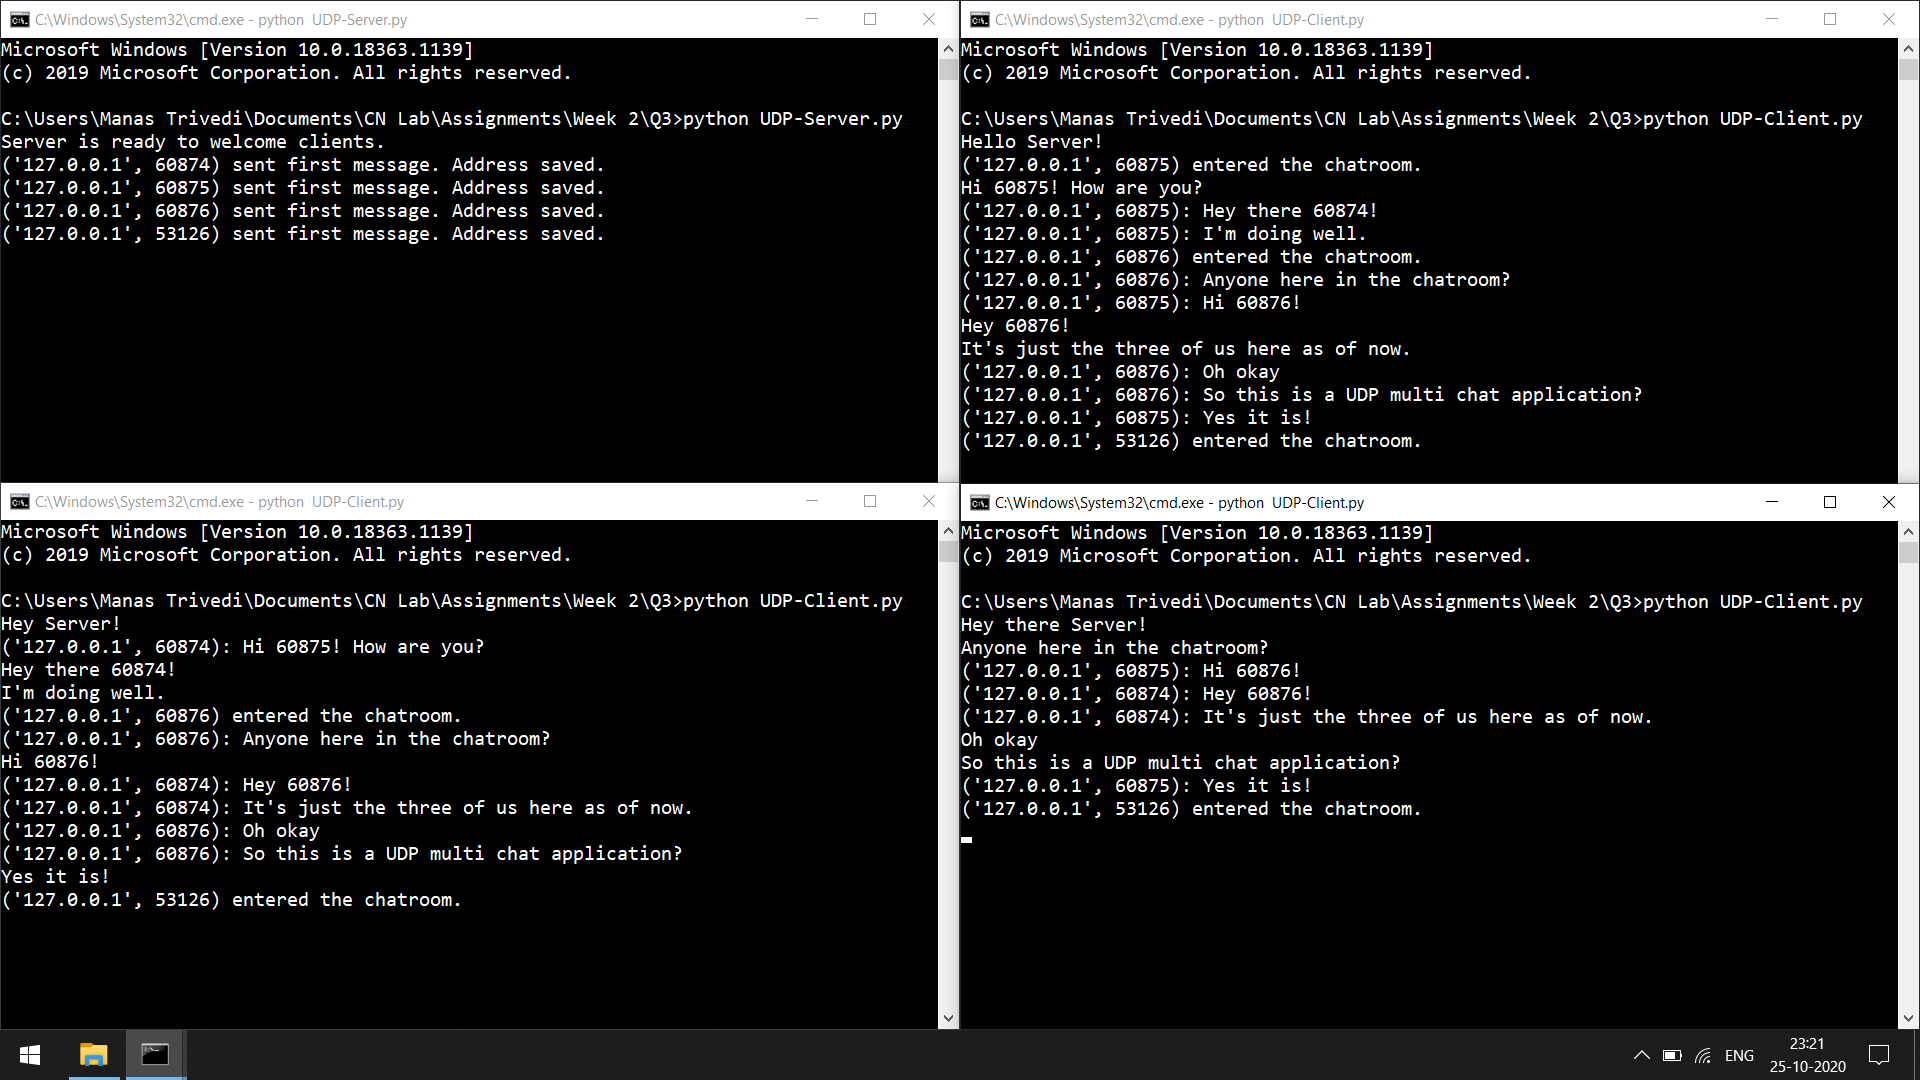 C:\Windows\System32\cmd.exe - python  UDP-Server.py
Microsoft Windows [Version 10.0.18363.1139]
(c) 2019 Microsoft Corporation. All rights reserved.
C:\Users\Manas Trivedi\Documents\CN Lab\Assignments\Week 2\Q3>python UDP-Server.py
Server is ready to welcome clients.
('127.0.0.1', 60874) sent first message. Address saved.
('127.0.0.1', 60875) sent first message. Address saved.
('127.0.0.1', 60876) sent first message. Address saved.
('127.0.0.1', 53126) sent first message. Address saved.
C:\Windows\System32\cmd.exe - python  UDP-Client.py
Microsoft Windows [Version 10.0.18363.1139]
(c) 2019 Microsoft Corporation. All rights reserved.
C:\Users\Manas Trivedi\Documents\CN Lab\Assignments\Week 2\Q3>python UDP-Client.py
Hello Server!
('127.0.0.1', 60875) entered the chatroom.
Hi 60875! How are you?
('127.0.0.1', 60875): Hey there 60874!
('127.0.0.1', 60875): I'm doing well.
('127.0.0.1', 60876) entered the chatroom.
('127.0.0.1', 60876): Anyone here in the chatroom?
('127.0.0.1', 60875): Hi 60876!
Hey 60876!
It's just the three of us here as of now.
('127.0.0.1', 60876): Oh okay
('127.0.0.1', 60876): So this is a UDP multi chat application?
('127.0.0.1', 60875): Yes it is!
('127.0.0.1', 53126) entered the chatroom.
C:\Windows\System32\cmd.exe - python  UDP-Client.py
Microsoft Windows [Version 10.0.18363.1139]
(c) 2019 Microsoft Corporation. All rights reserved.
C:\Users\Manas Trivedi\Documents\CN Lab\Assignments\Week 2\Q3>python UDP-Client.py
Hey Server!
('127.0.0.1', 60874): Hi 60875! How are you?
Hey there 60874!
I'm doing well.
('127.0.0.1', 60876) entered the chatroom.
('127.0.0.1', 60876): Anyone here in the chatroom?
Hi 60876!
('127.0.0.1', 60874): Hey 60876!
('127.0.0.1', 60874): It's just the three of us here as of now.
('127.0.0.1', 60876): Oh okay
('127.0.0.1', 60876): So this is a UDP multi chat application?
Yes it is!
('127.0.0.1', 53126) entered the chatroom.
C:\Windows\System32\cmd.exe - python  UDP-Client.py
Microsoft Windows [Version 10.0.18363.1139]
(c) 2019 Microsoft Corporation. All rights reserved.
C:\Users\Manas Trivedi\Documents\CN Lab\Assignments\Week 2\Q3>python UDP-Client.py
Hey there Server!
Anyone here in the chatroom?
('127.0.0.1', 60875): Hi 60876!
('127.0.0.1', 60874): Hey 60876!
('127.0.0.1', 60874): It's just the three of us here as of now.
Oh okay
So this is a UDP multi chat application?
('127.0.0.1', 60875): Yes it is!
('127.0.0.1', 53126) entered the chatroom.
ENG
23:21
25-10-2020